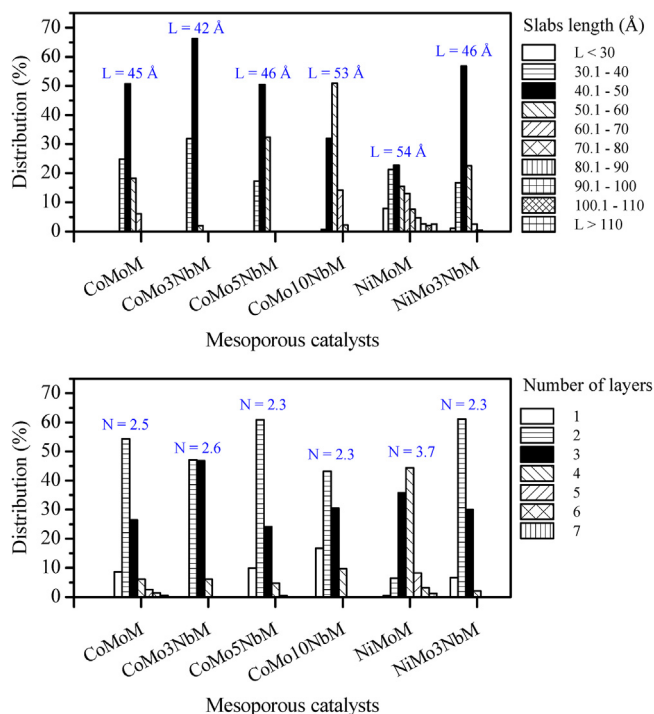 Distribution (%)
70
60
50
40
30
20
10
0
L = 45 Å
L = 42 Å
L = 46 Å
L = 53 Å
L = 54 Å
L = 46 Å
CoMoM
CoMo3NbM
CoMo5NbM
CoMo10NbM
NiMoM
NiMo3NbM
Mesoporous catalysts
Slabs length (Å)
L < 30
30.1 - 40
40.1 - 50
50.1 - 60
60.1 - 70
70.1 - 80
80.1 - 90
90.1 - 100
100.1 - 110
L > 110
Distribution (%)
70
60
50
40
30
20
10
0
N = 2.5
N = 2.6
N = 2.3
N = 2.3
N = 3.7
N = 2.3
CoMoM
CoMo3NbM
CoMo5NbM
CoMo10NbM
NiMoM
NiMo3NbM
Mesoporous catalysts
Number of layers
1
2
3
4
5
6
7